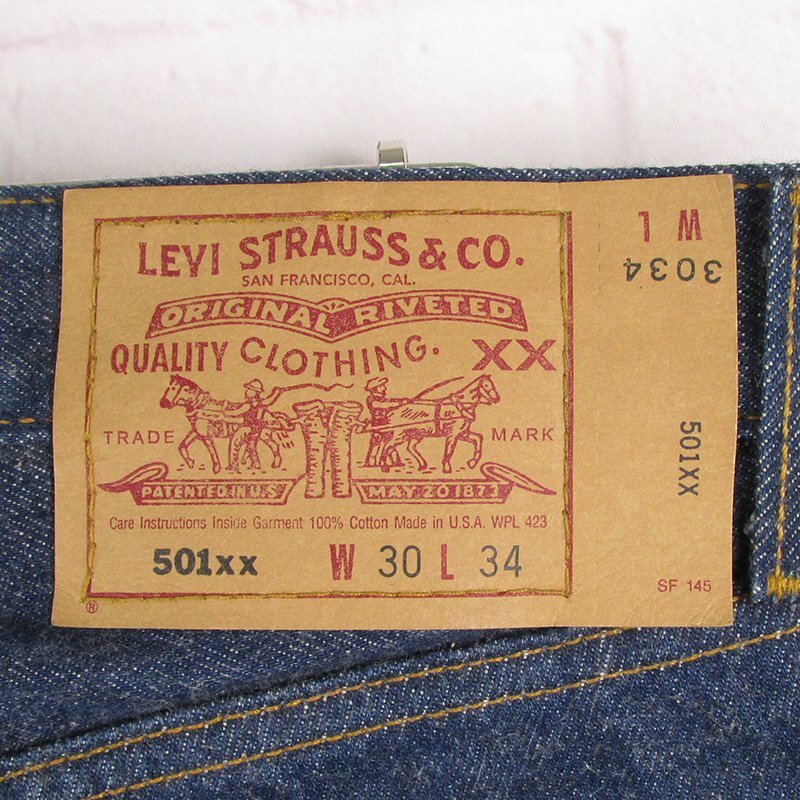 LEVI STRAUSS & CO.
SAN FRANCISCO, CAL.
ORIGINAL RIVETED
QUALITY CLOTHING. XX
TRADE MARK
PATENTED IN U.S. MAY 20 1873
Care Instructions Inside Garment 100% Cotton Made in U.S.A. WPL 423
501xx W 30 L 34
®
W L
3034
501XX
SF 145